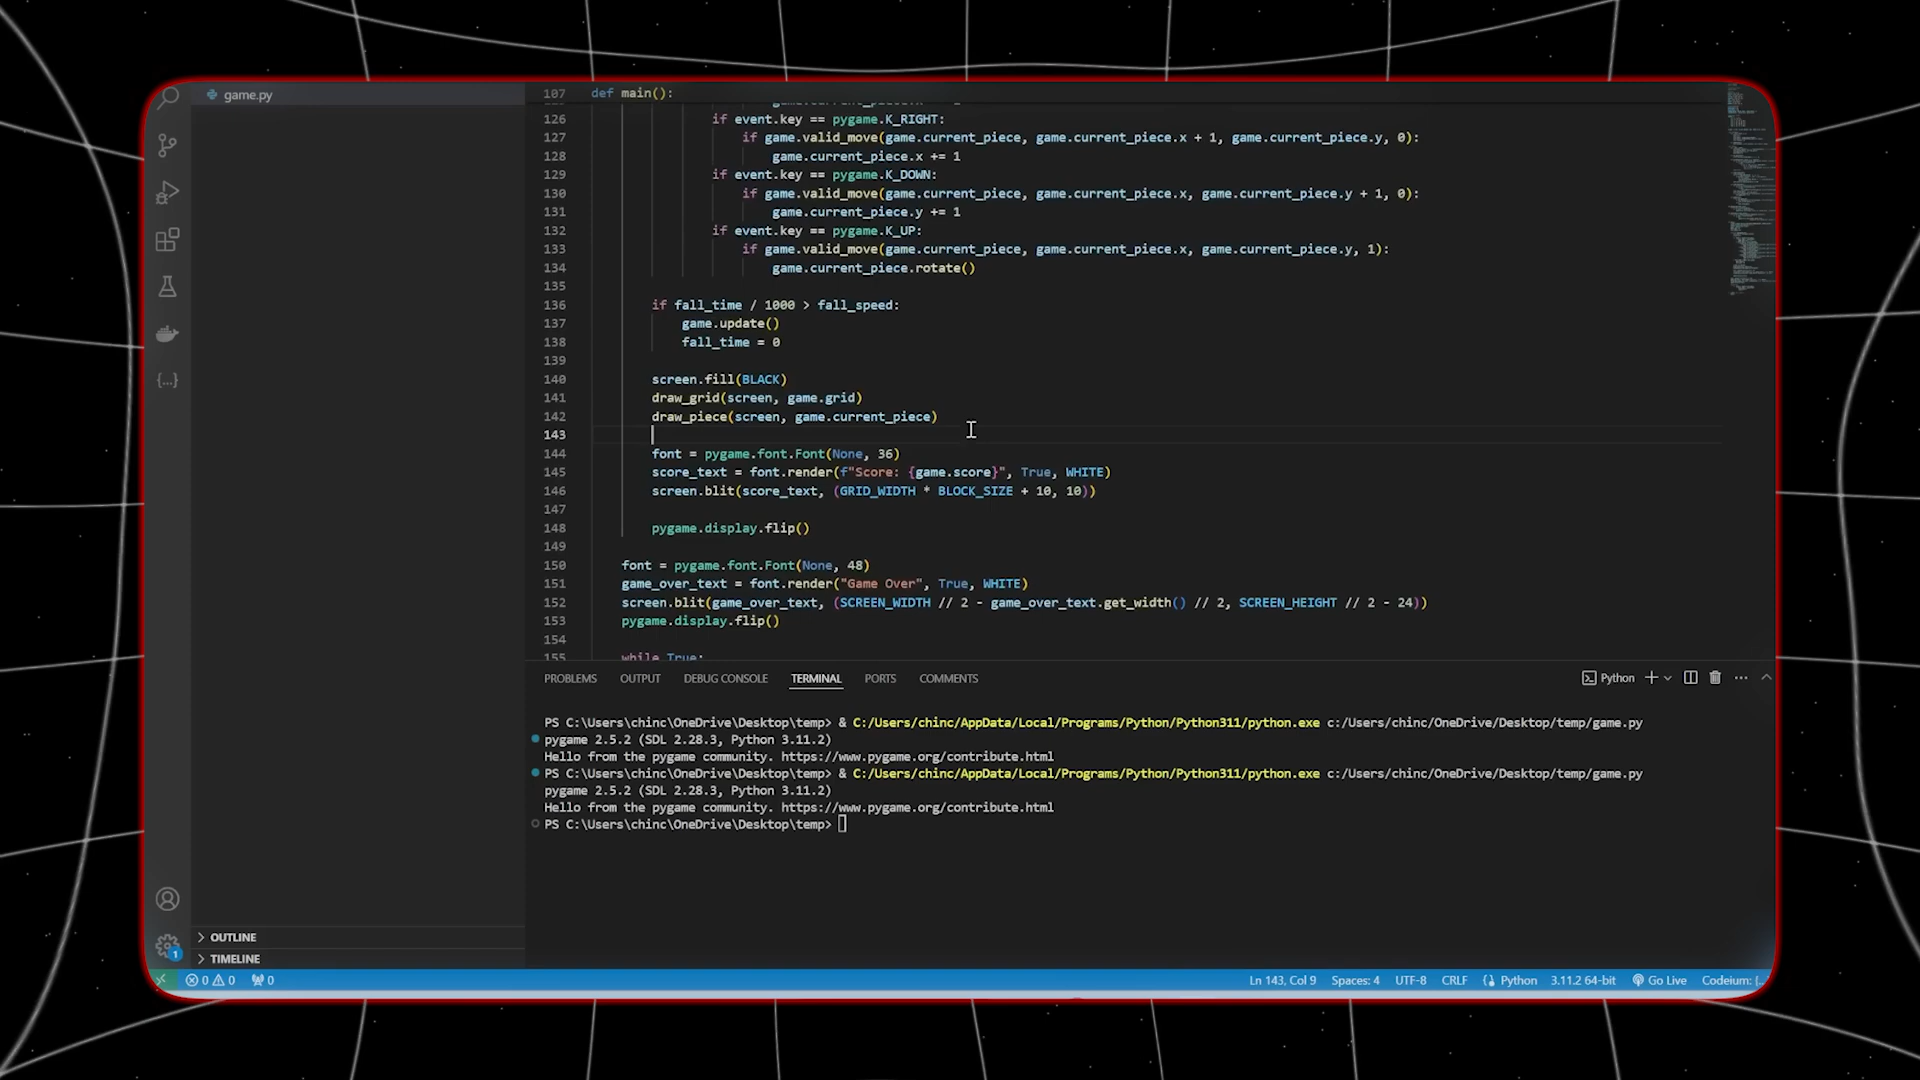 game.py
107 def main():
126 if event.key == pygame.K_RIGHT:
127 if game.valid_move(game.current_piece, game.current_piece.x + 1, game.current_piece.y, 0):
128 game.current_piece.x += 1
129 if event.key == pygame.K_DOWN:
130 if game.valid_move(game.current_piece, game.current_piece.x, game.current_piece.y + 1, 0):
131 game.current_piece.y += 1
132 if event.key == pygame.K_UP:
133 if game.valid_move(game.current_piece, game.current_piece.x, game.current_piece.y, 1):
134 game.current_piece.rotate()
135
136 if fall_time / 1000 > fall_speed:
137 game.update()
138 fall_time = 0
139
140 screen.fill(BLACK)
141 draw_grid(screen, game.grid)
142 draw_piece(screen, game.current_piece)
143
144 font = pygame.font.Font(None, 36)
145 score_text = font.render(f"Score: {game.score}", True, WHITE)
146 screen.blit(score_text, (GRID_WIDTH * BLOCK_SIZE + 10, 10))
147
148 pygame.display.flip()
149
150 font = pygame.font.Font(None, 48)
151 game_over_text = font.render("Game Over", True, WHITE)
152 screen.blit(game_over_text, (SCREEN_WIDTH // 2 - game_over_text.get_width() // 2, SCREEN_HEIGHT // 2 - 24))
153 pygame.display.flip()
154
155 while True:
PROBLEMS OUTPUT DEBUG CONSOLE TERMINAL PORTS COMMENTS Python
PS C:\Users\chinc\OneDrive\Desktop\temp> & C:/Users/chinc/AppData/Local/Programs/Python/Python311/python.exe c:/Users/chinc/OneDrive/Desktop/temp/game.py
pygame 2.5.2 (SDL 2.28.3, Python 3.11.2)
Hello from the pygame community. https://www.pygame.org/contribute.html
PS C:\Users\chinc\OneDrive\Desktop\temp> & C:/Users/chinc/AppData/Local/Programs/Python/Python311/python.exe c:/Users/chinc/OneDrive/Desktop/temp/game.py
pygame 2.5.2 (SDL 2.28.3, Python 3.11.2)
Hello from the pygame community. https://www.pygame.org/contribute.html
PS C:\Users\chinc\OneDrive\Desktop\temp>
OUTLINE
1
TIMELINE
0 0 0 Ln 143, Col 9 Spaces: 4 UTF-8 CRLF Python 3.11.2 64-bit Go Live Codeium: {..